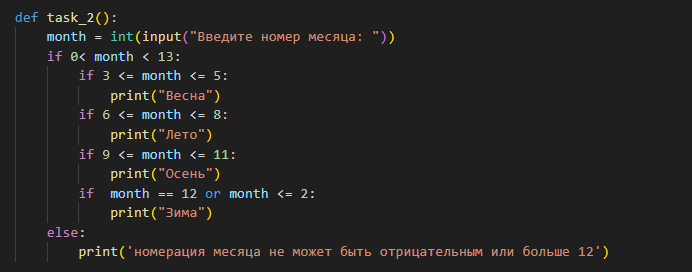 def task_2():
    month = int(input("Введите номер месяца: "))
    if 0< month < 13:
        if 3 <= month <= 5:
            print("Весна")
        if 6 <= month <= 8:
            print("Лето")
        if 9 <= month <= 11:
            print("Осень")
        if  month == 12 or month <= 2:
            print("Зима")
    else:
        print('номерация месяца не может быть отрицательным или больше 12')